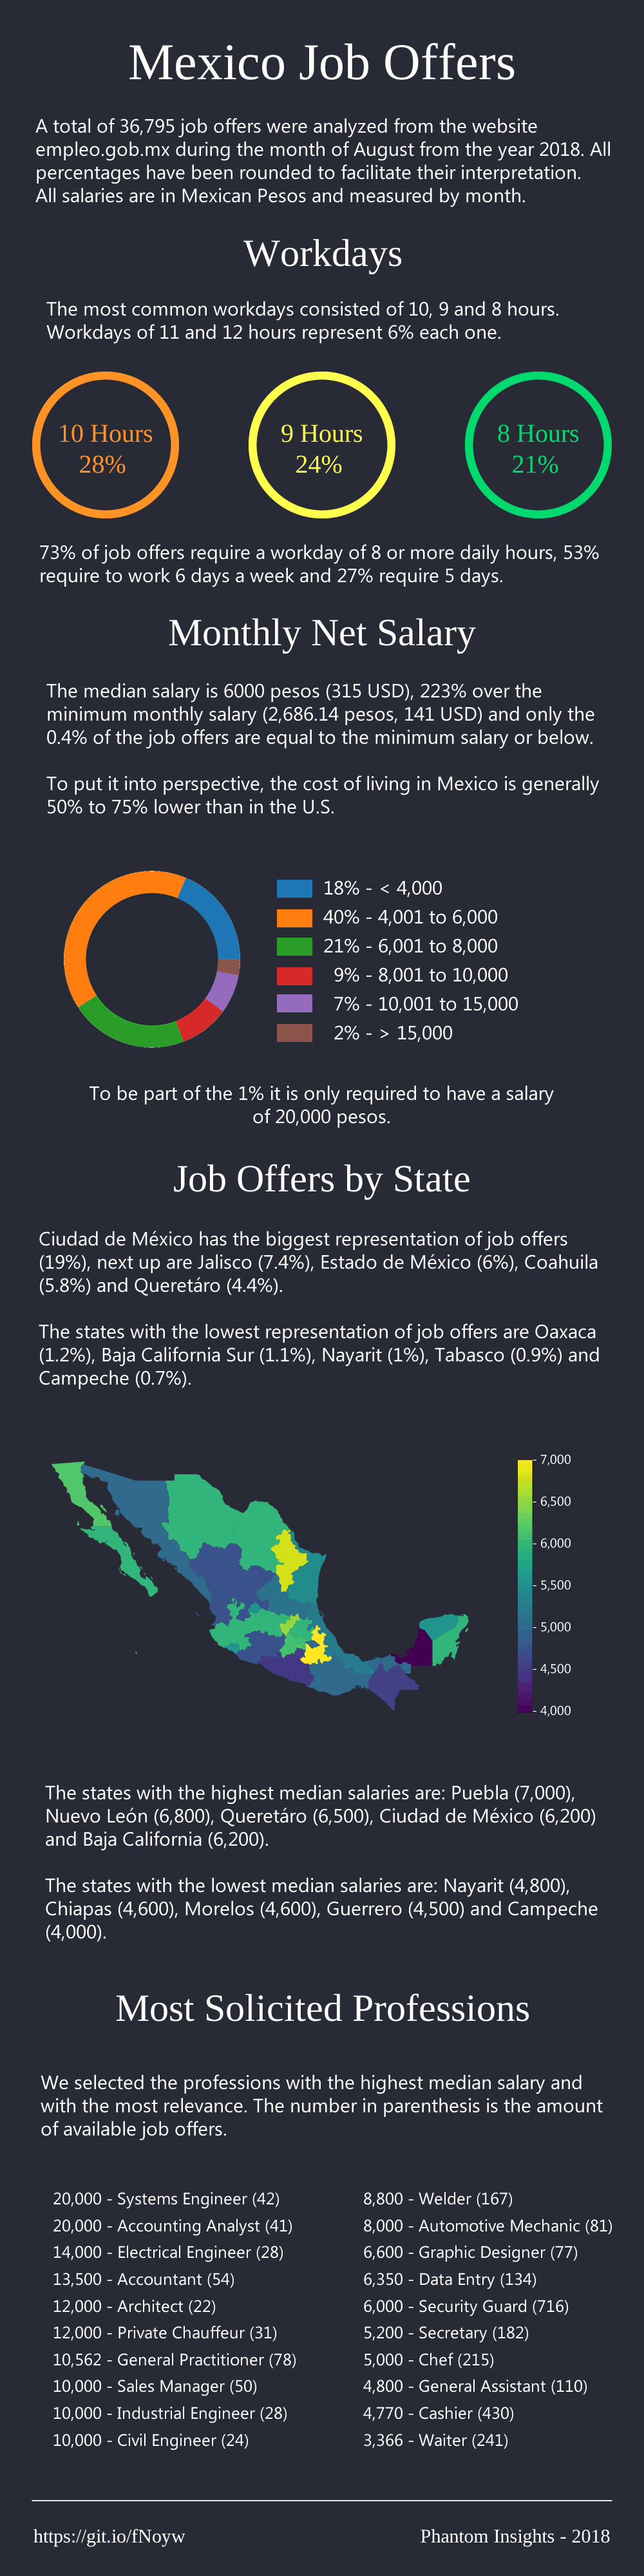 Mexico Job Offers
A total of 36,795 job offers were analyzed from the website
empleo.gob.mx during the month of August from the year 2018. All
percentages have been rounded to facilitate their interpretation.
All salaries are in Mexican Pesos and measured by month.
Workdays
The most common workdays consisted of 10, 9 and 8 hours.
Workdays of 11 and 12 hours represent 6% each one.
10 Hours
28%
9 Hours
24%
8 Hours
21%
73% of job offers require a workday of 8 or more daily hours, 53%
require to work 6 days a week and 27% require 5 days.
Monthly Net Salary
The median salary is 6000 pesos (315 USD), 223% over the
minimum monthly salary (2,686.14 pesos, 141 USD) and only the
0.4% of the job offers are equal to the minimum salary or below.
To put it into perspective, the cost of living in Mexico is generally
50% to 75% lower than in the U.S.
18% - < 4,000
40% - 4,001 to 6,000
21% - 6,001 to 8,000
9% - 8,001 to 10,000
7% - 10,001 to 15,000
2% - > 15,000
To be part of the 1% it is only required to have a salary
of 20,000 pesos.
Job Offers by State
Ciudad de México has the biggest representation of job offers
(19%), next up are Jalisco (7.4%), Estado de México (6%), Coahuila
(5.8%) and Queretáro (4.4%).
The states with the lowest representation of job offers are Oaxaca
(1.2%), Baja California Sur (1.1%), Nayarit (1%), Tabasco (0.9%) and
Campeche (0.7%).
7,000
6,500
6,000
5,500
5,000
4,500
4,000
The states with the highest median salaries are: Puebla (7,000),
Nuevo León (6,800), Queretáro (6,500), Ciudad de México (6,200)
and Baja California (6,200).
The states with the lowest median salaries are: Nayarit (4,800),
Chiapas (4,600), Morelos (4,600), Guerrero (4,500) and Campeche
(4,000).
Most Solicited Professions
We selected the professions with the highest median salary and
with the most relevance. The number in parenthesis is the amount
of available job offers.
20,000 - Systems Engineer (42)
20,000 - Accounting Analyst (41)
14,000 - Electrical Engineer (28)
13,500 - Accountant (54)
12,000 - Architect (22)
12,000 - Private Chauffeur (31)
10,562 - General Practitioner (78)
10,000 - Sales Manager (50)
10,000 - Industrial Engineer (28)
10,000 - Civil Engineer (24)
8,800 - Welder (167)
8,000 - Automotive Mechanic (81)
6,600 - Graphic Designer (77)
6,350 - Data Entry (134)
6,000 - Security Guard (716)
5,200 - Secretary (182)
5,000 - Chef (215)
4,800 - General Assistant (110)
4,770 - Cashier (430)
3,366 - Waiter (241)
https://git.io/fNoyw
Phantom Insights - 2018